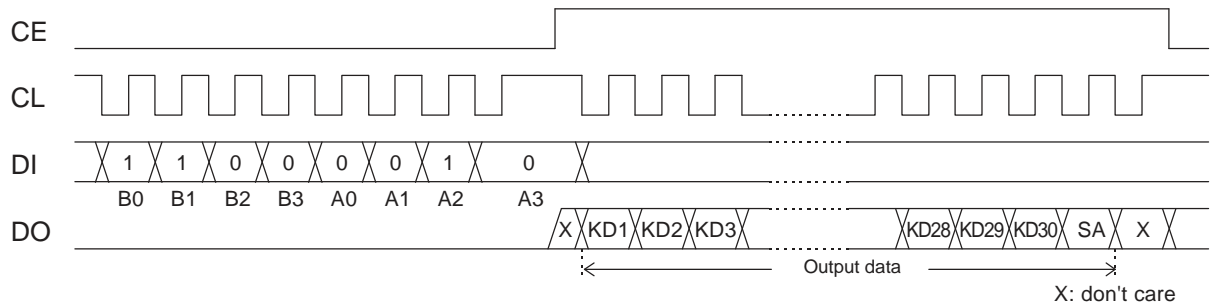 CE
CL
DI
1 1 0 0 0 0 1 0
B0 B1 B2 B3 A0 A1 A2 A3
DO
X KD1 KD2 KD3 KD28 KD29 KD30 SA X
Output data
X: don't care